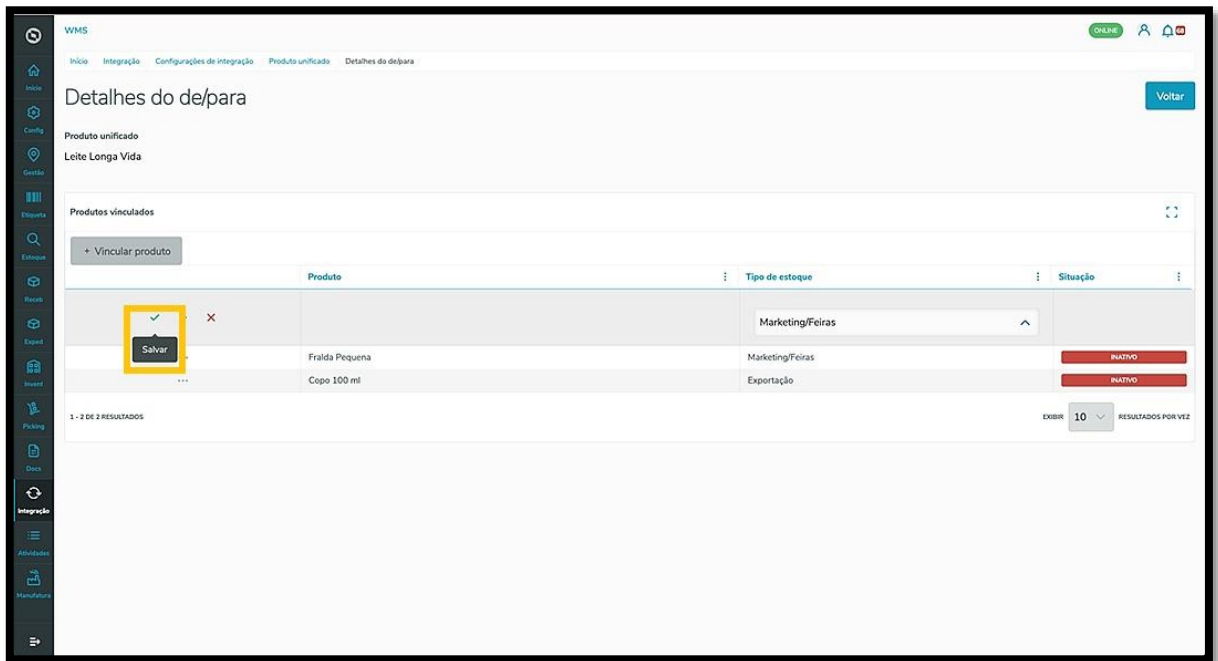 WMS
ONLINE
68
Início Integração Configurações de integração Produto unificado Detalhes do de/para
Detalhes do de/para
Voltar
Produto unificado
Leite Longa Vida
Produtos vinculados
+ Vincular produto
Produto Tipo de estoque Situação
Marketing/Feiras
Salvar
Fralda Pequena Marketing/Feiras INATIVO
Copo 100 ml Exportação INATIVO
1 - 2 DE 2 RESULTADOS
EXIBIR 10 RESULTADOS POR VEZ
Início
Config
Gestão
Etiqueta
Estoque
Receb
Exped
Invent
Picking
Docs
Integração
Atividades
Manufatura